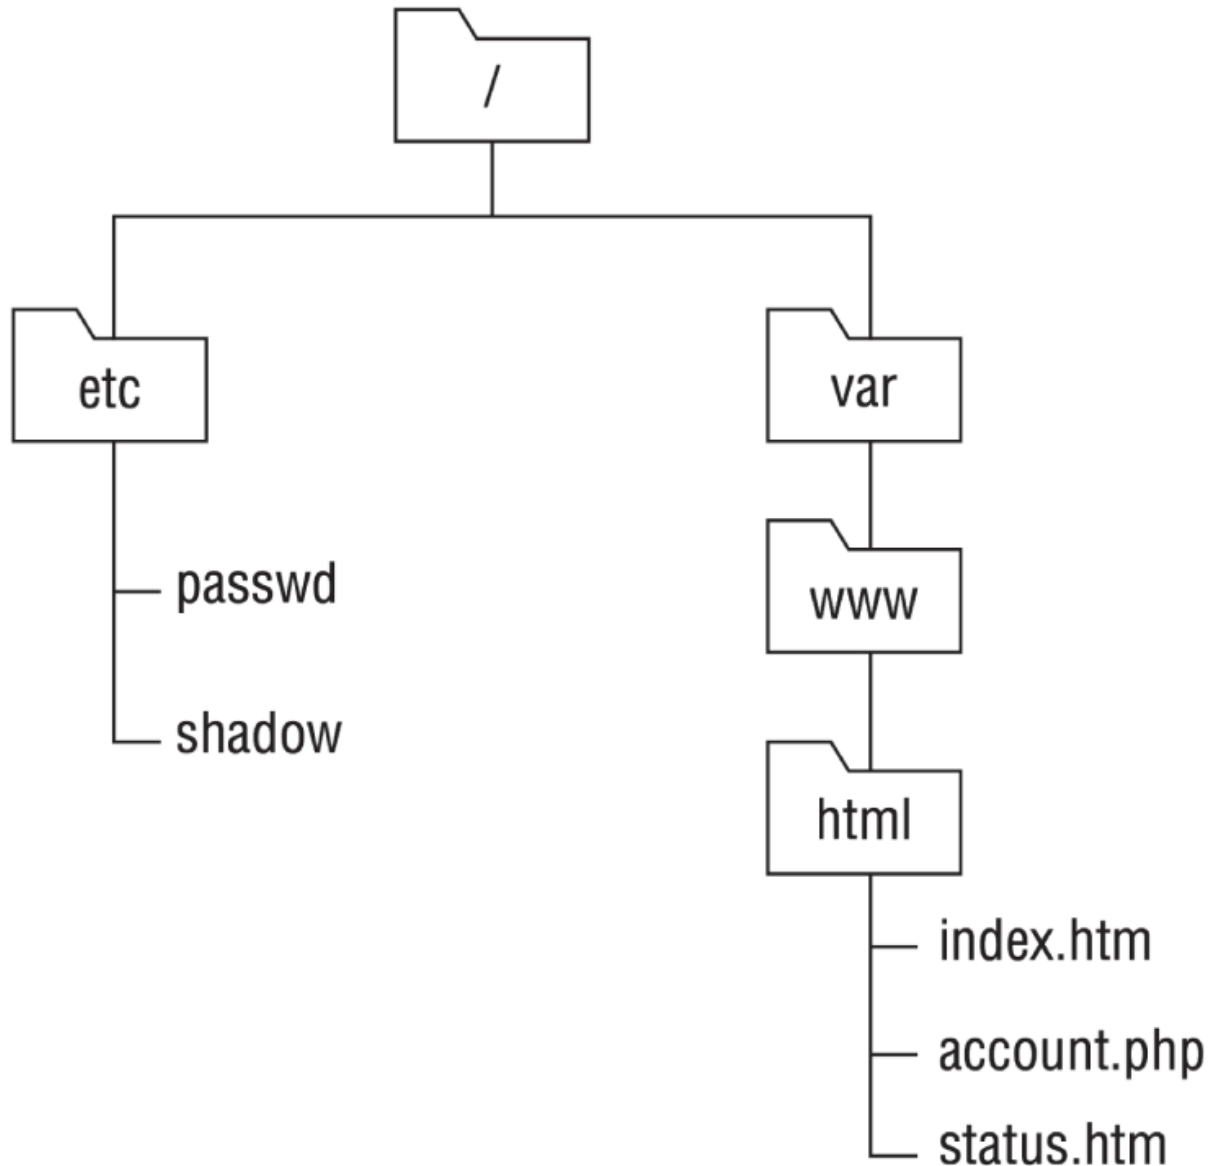 /
etc
var
passwd
www
shadow
html
index.htm
account.php
status.htm